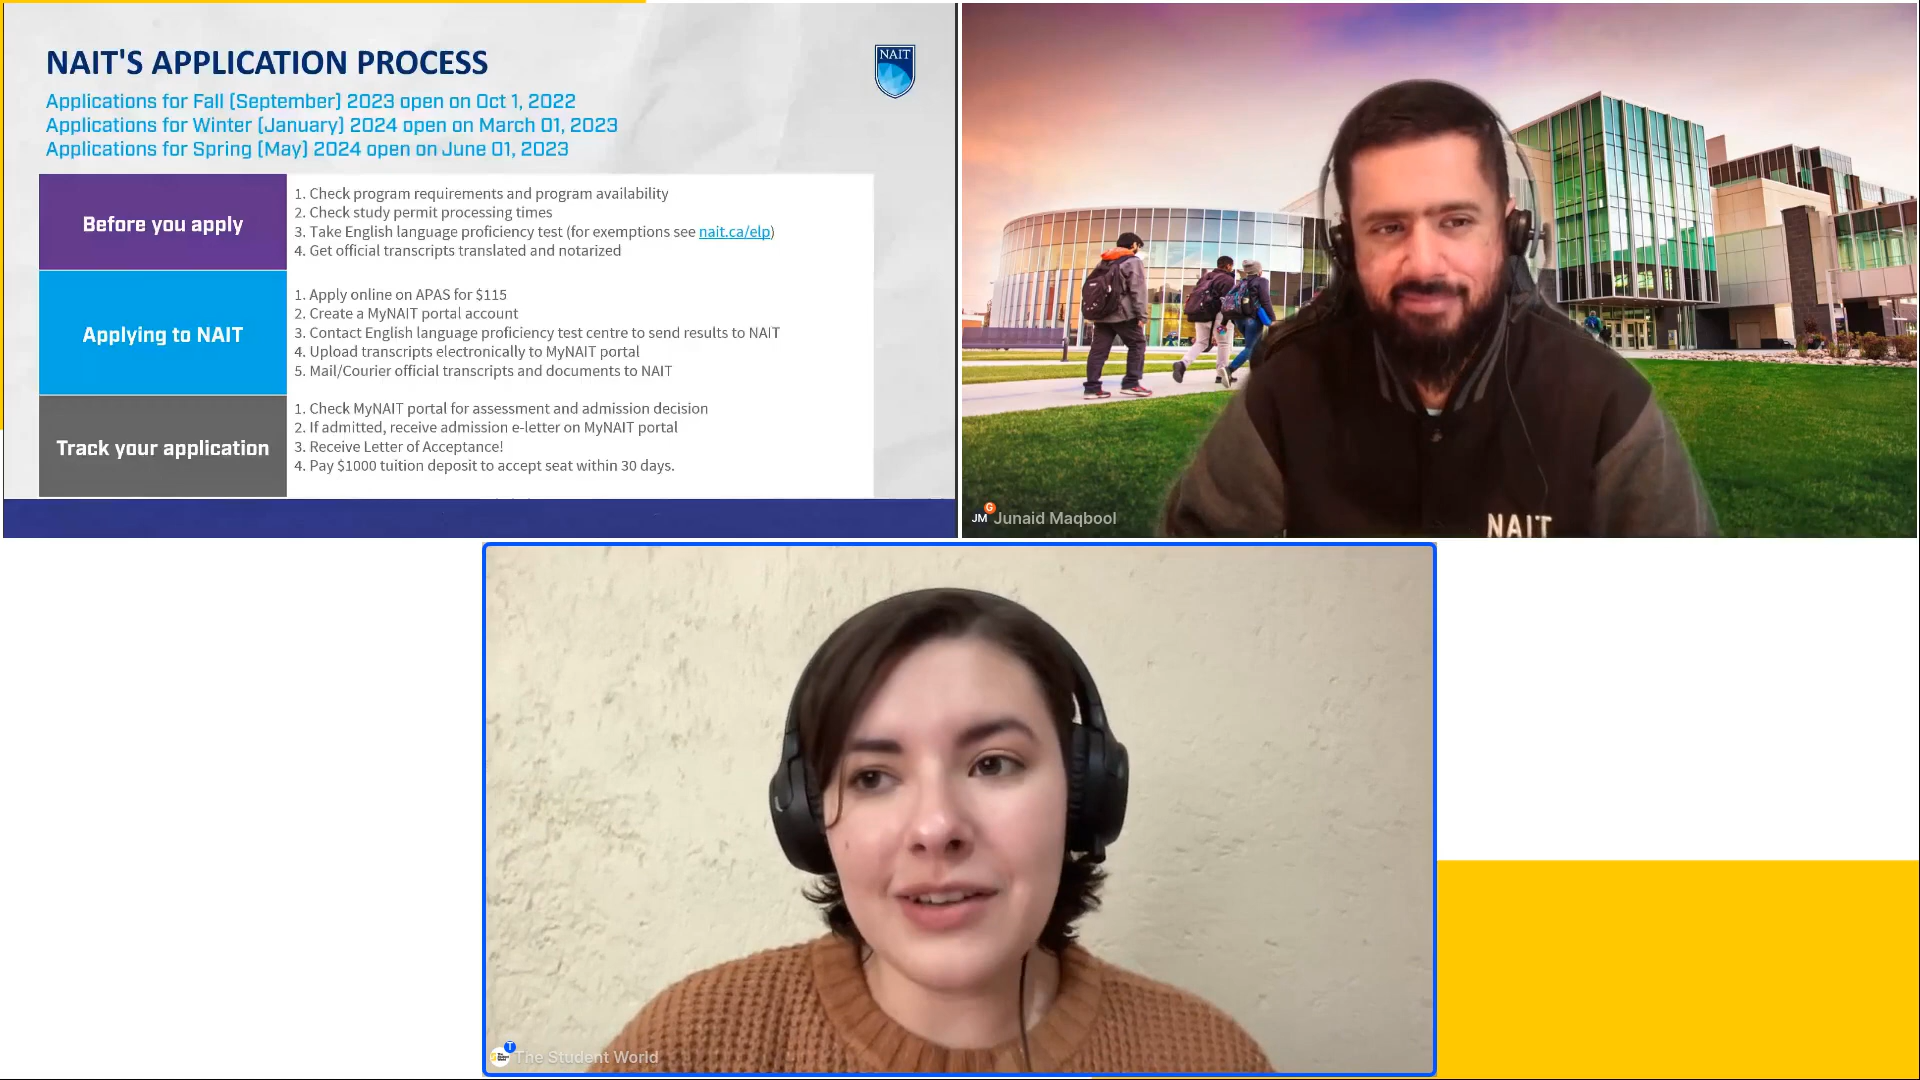 NAIT'S APPLICATION PROCESS
NAIT
Applications for Fall (September) 2023 open on Oct 1, 2022
Applications for Winter (January) 2024 open on March 01, 2023
Applications for Spring (May) 2024 open on June 01, 2023
Before you apply
1. Check program requirements and program availability
2. Check study permit processing times
3. Take English language proficiency test (for exemptions see nait.ca/elp)
4. Get official transcripts translated and notarized
Applying to NAIT
1. Apply online on APAS for $115
2. Create a MyNAIT portal account
3. Contact English language proficiency test centre to send results to NAIT
4. Upload transcripts electronically to MyNAIT portal
5. Mail/Courier official transcripts and documents to NAIT
Track your application
1. Check MyNAIT portal for assessment and admission decision
2. If admitted, receive admission e-letter on MyNAIT portal
3. Receive Letter of Acceptance!
4. Pay $1000 tuition deposit to accept seat within 30 days.
NAIT
G
JM Junaid Maqbool
T
The Student World